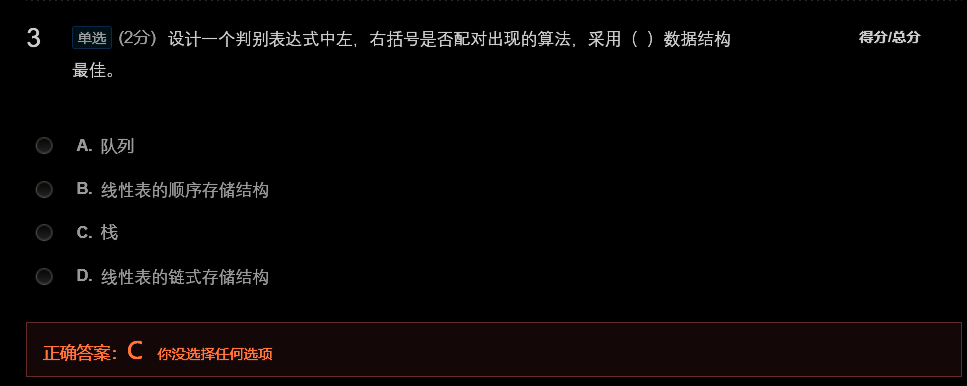 3 单选 (2分) 设计一个判别表达式中左，右括号是否配对出现的算法，采用（ ）数据结构 得分/总分
最佳。
A. 队列
B. 线性表的顺序存储结构
C. 栈
D. 线性表的链式存储结构
正确答案：C 你没选择任何选项